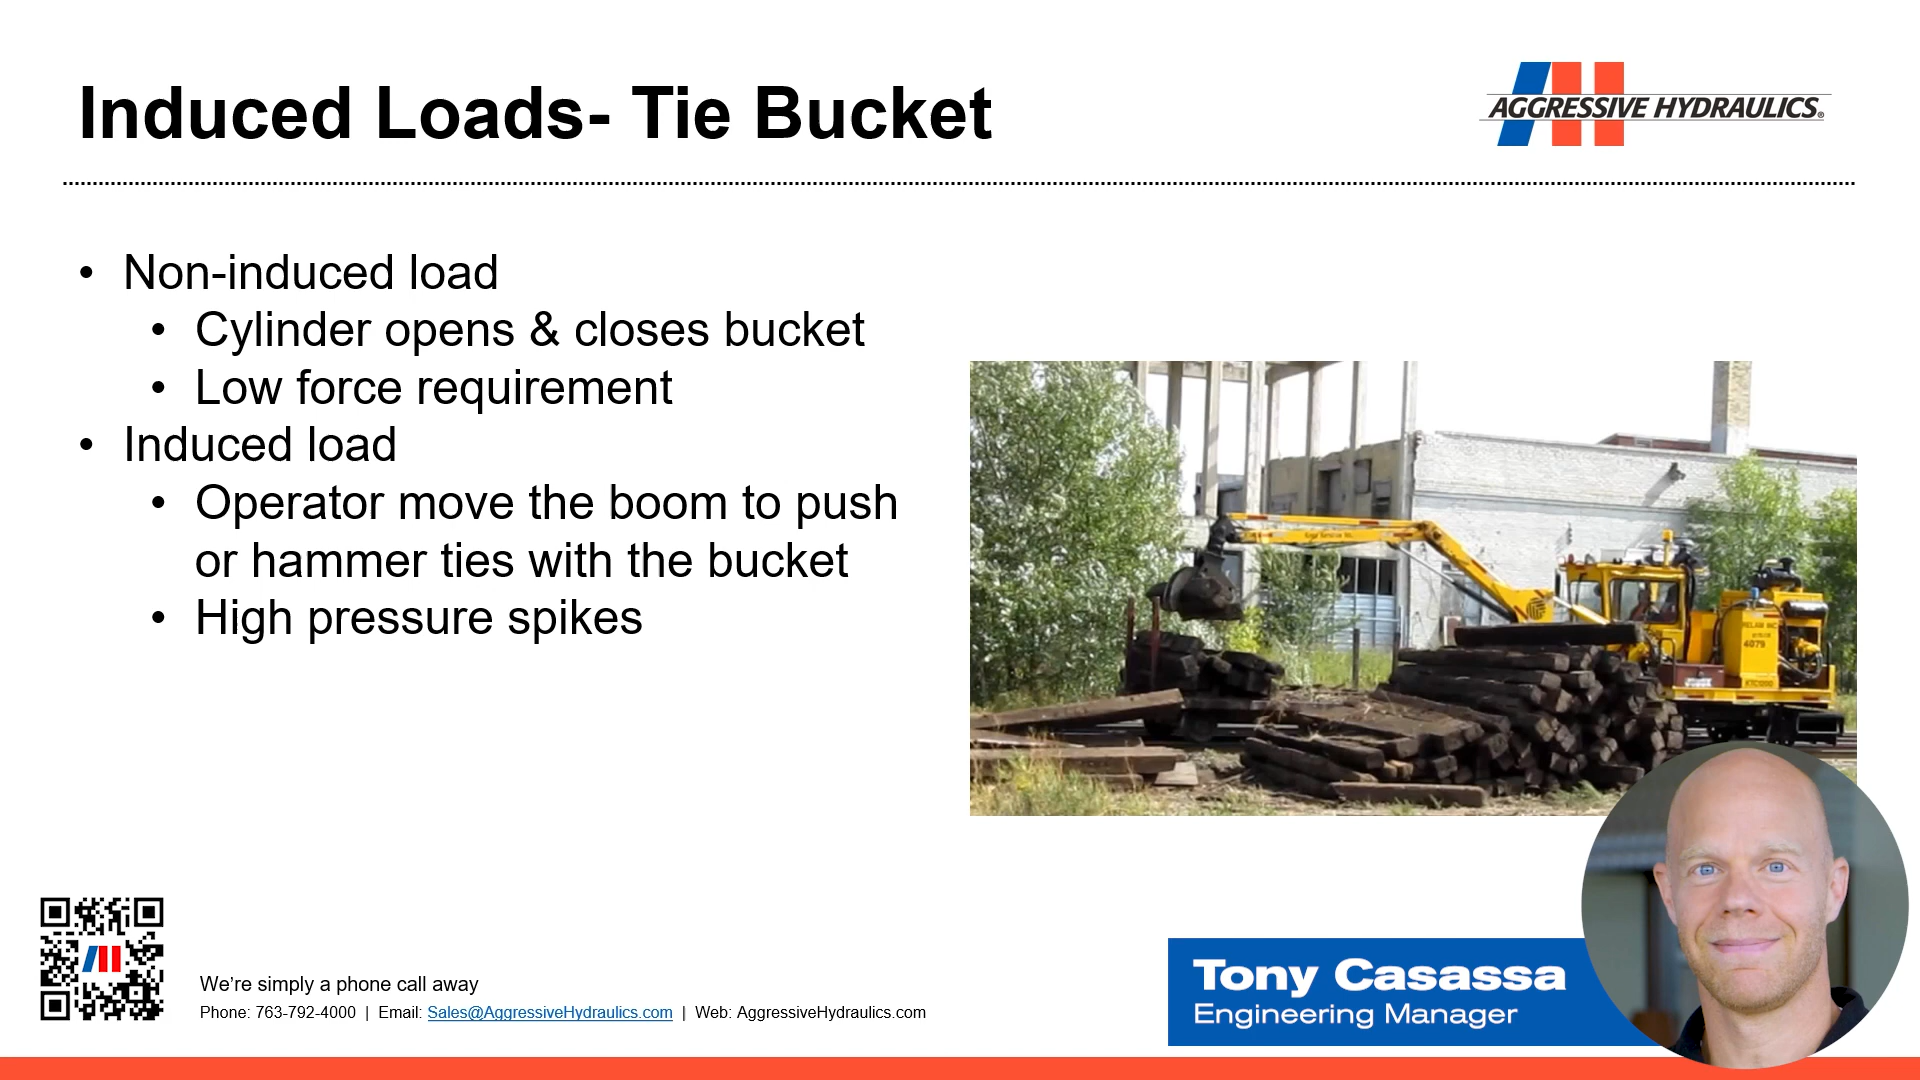 Induced Loads- Tie Bucket
AGGRESSIVE HYDRAULICS®
• Non-induced load
• Cylinder opens & closes bucket
• Low force requirement
• Induced load
• Operator move the boom to push
or hammer ties with the bucket
• High pressure spikes
4079
We’re simply a phone call away
Phone: 763-792-4000 | Email: Sales@AggressiveHydraulics.com | Web: AggressiveHydraulics.com
Tony Casassa
Engineering Manager